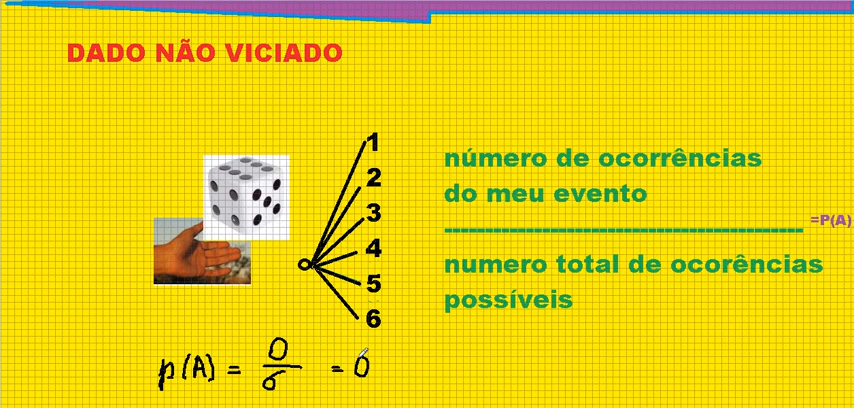 DADO NÃO VICIADO
1
2
3
4
5
6
número de ocorrências
do meu evento
=P(A)
numero total de ocorências
possíveis
p(A) = 0/6 = 0